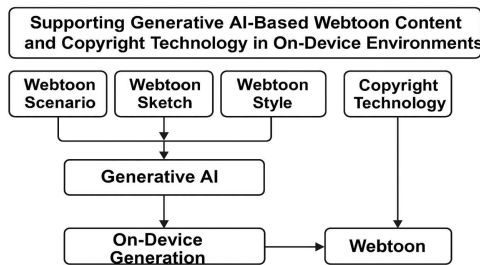 Supporting Generative AI-Based Webtoon Content
and Copyright Technology in On-Device Environments
Webtoon
Scenario
Webtoon
Sketch
Webtoon
Style
Copyright
Technology
Generative AI
On-Device
Generation
Webtoon